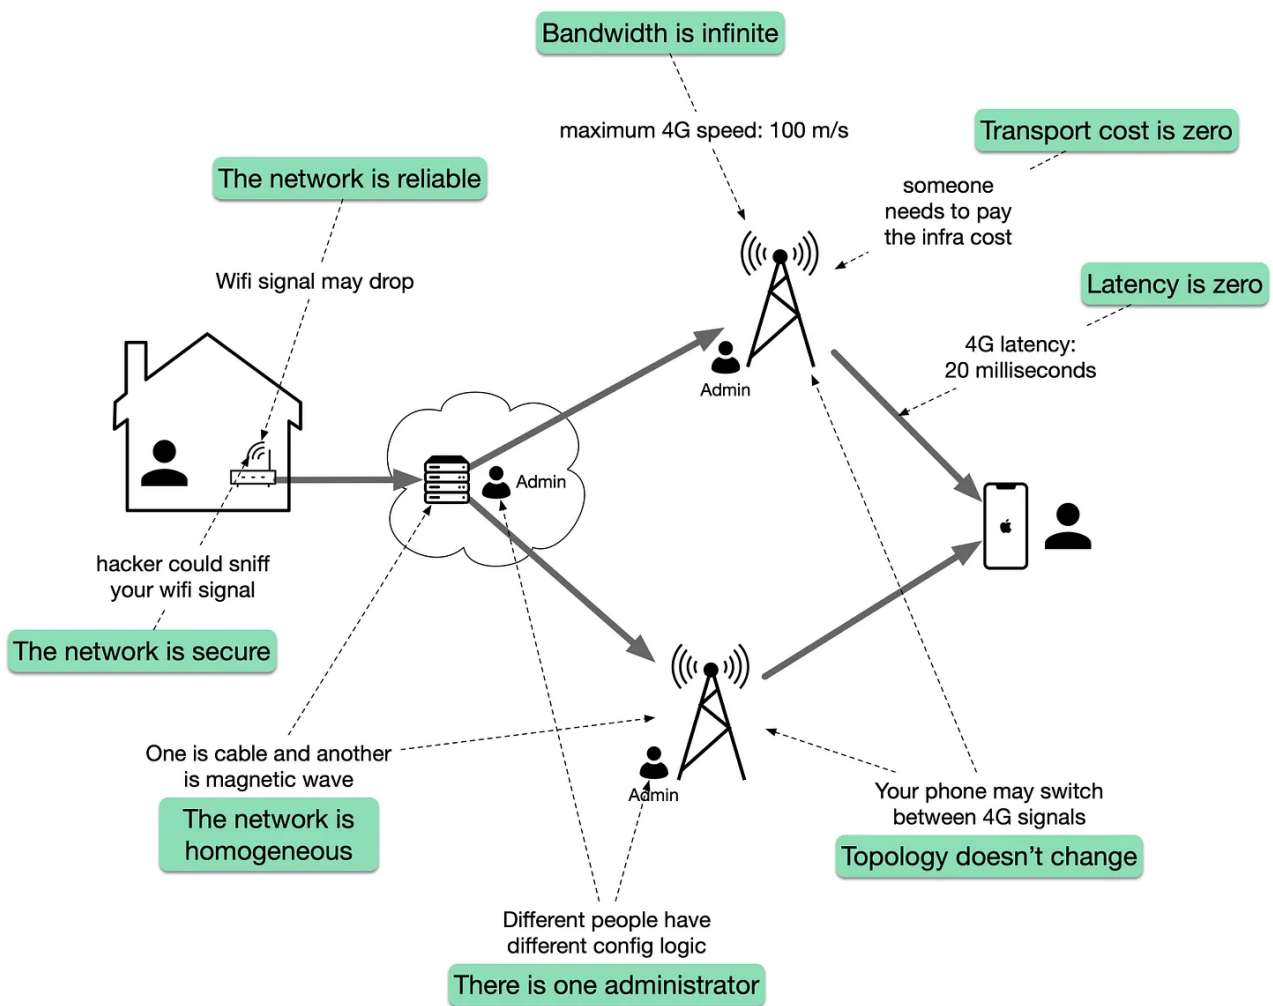 Bandwidth is infinite
maximum 4G speed: 100 m/s
Transport cost is zero
someone
needs to pay
the infra cost
The network is reliable
Wifi signal may drop
Latency is zero
4G latency:
20 milliseconds
Admin
Admin
hacker could sniff
your wifi signal
The network is secure
One is cable and another
is magnetic wave
The network is
homogeneous
Admin
Your phone may switch
between 4G signals
Topology doesn't change
Different people have
different config logic
There is one administrator